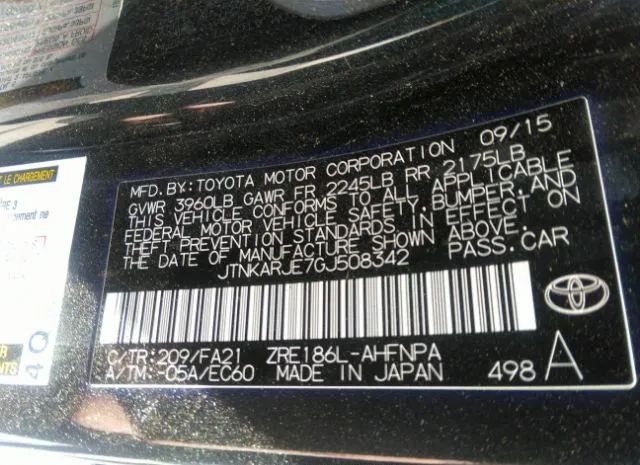 09/15
MFD.BY:TOYOTA MOTOR CORPORATION
GVWR 3960LB GAWR FR 2245LB RR 2175LB
THIS VEHICLE CONFORMS TO ALL APPLICABLE
FEDERAL MOTOR VEHICLE SAFETY,BUMPER,AND
THEFT PREVENTION STANDARDS IN EFFECT ON
THE DATE OF MANUFACTURE SHOWN ABOVE.
JTNKARJE7GJ508342 PASS.CAR
C/TR:209/FA21 ZRE186L-AHFNPA
A/TM: 05A/EC60 MADE IN JAPAN 498 A
T LE CHARGEMENT